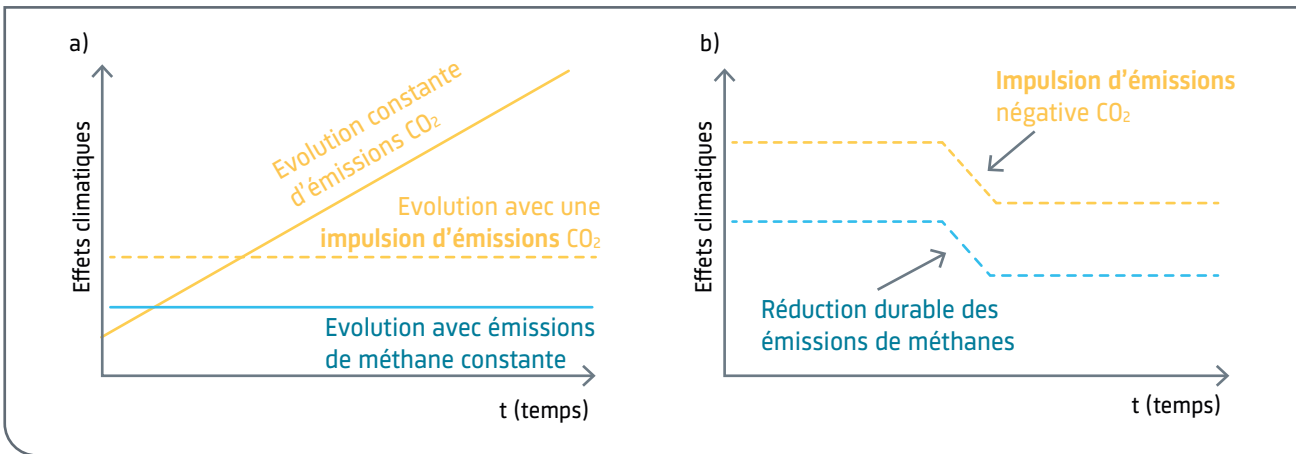 a)
Effets climatiques
Evolution constante
d'émissions CO₂
Evolution avec une
impulsion d'émissions CO₂
Evolution avec émissions
de méthane constante
t (temps)
b)
Effets climatiques
Impulsion d'émissions
négative CO₂
Réduction durable des
émissions de méthanes
t (temps)